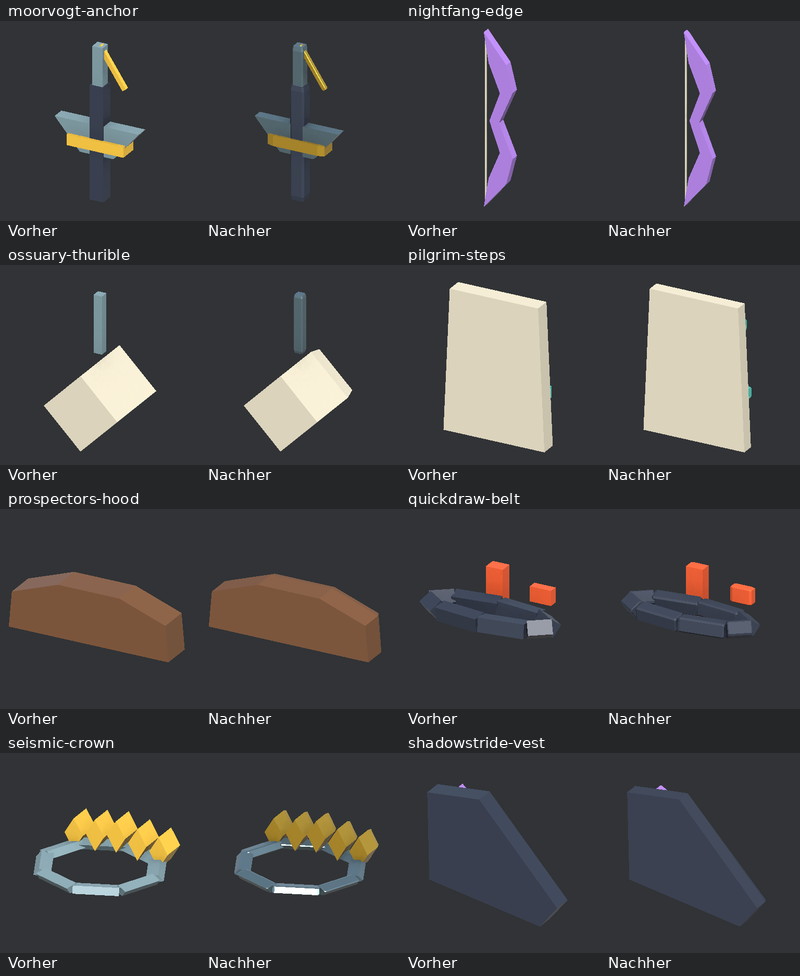 moorvogt-anchor
nightfang-edge
Vorher
Nachher
Vorher
Nachher
ossuary-thurible
pilgrim-steps
Vorher
Nachher
Vorher
Nachher
prospectors-hood
quickdraw-belt
Vorher
Nachher
Vorher
Nachher
seismic-crown
shadowstride-vest
Vorher
Nachher
Vorher
Nachher